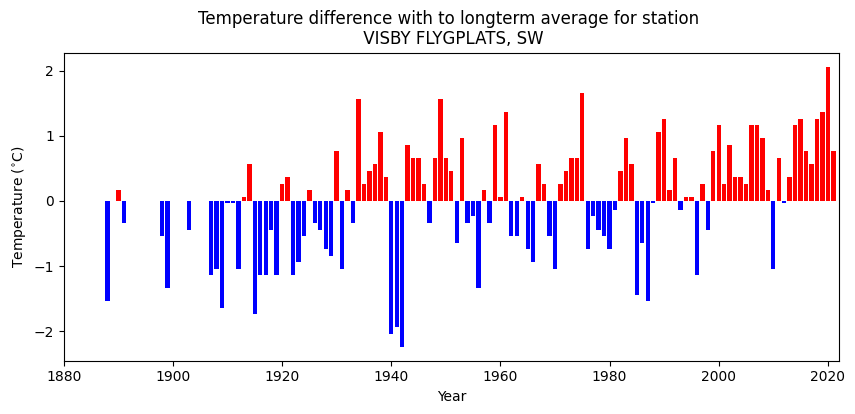 Temperature difference with to longterm average for station
VISBY FLYGPLATS, SW
Temperature (°C)
2
1
0
−1
−2
1880 1900 1920 1940 1960 1980 2000 2020
Year